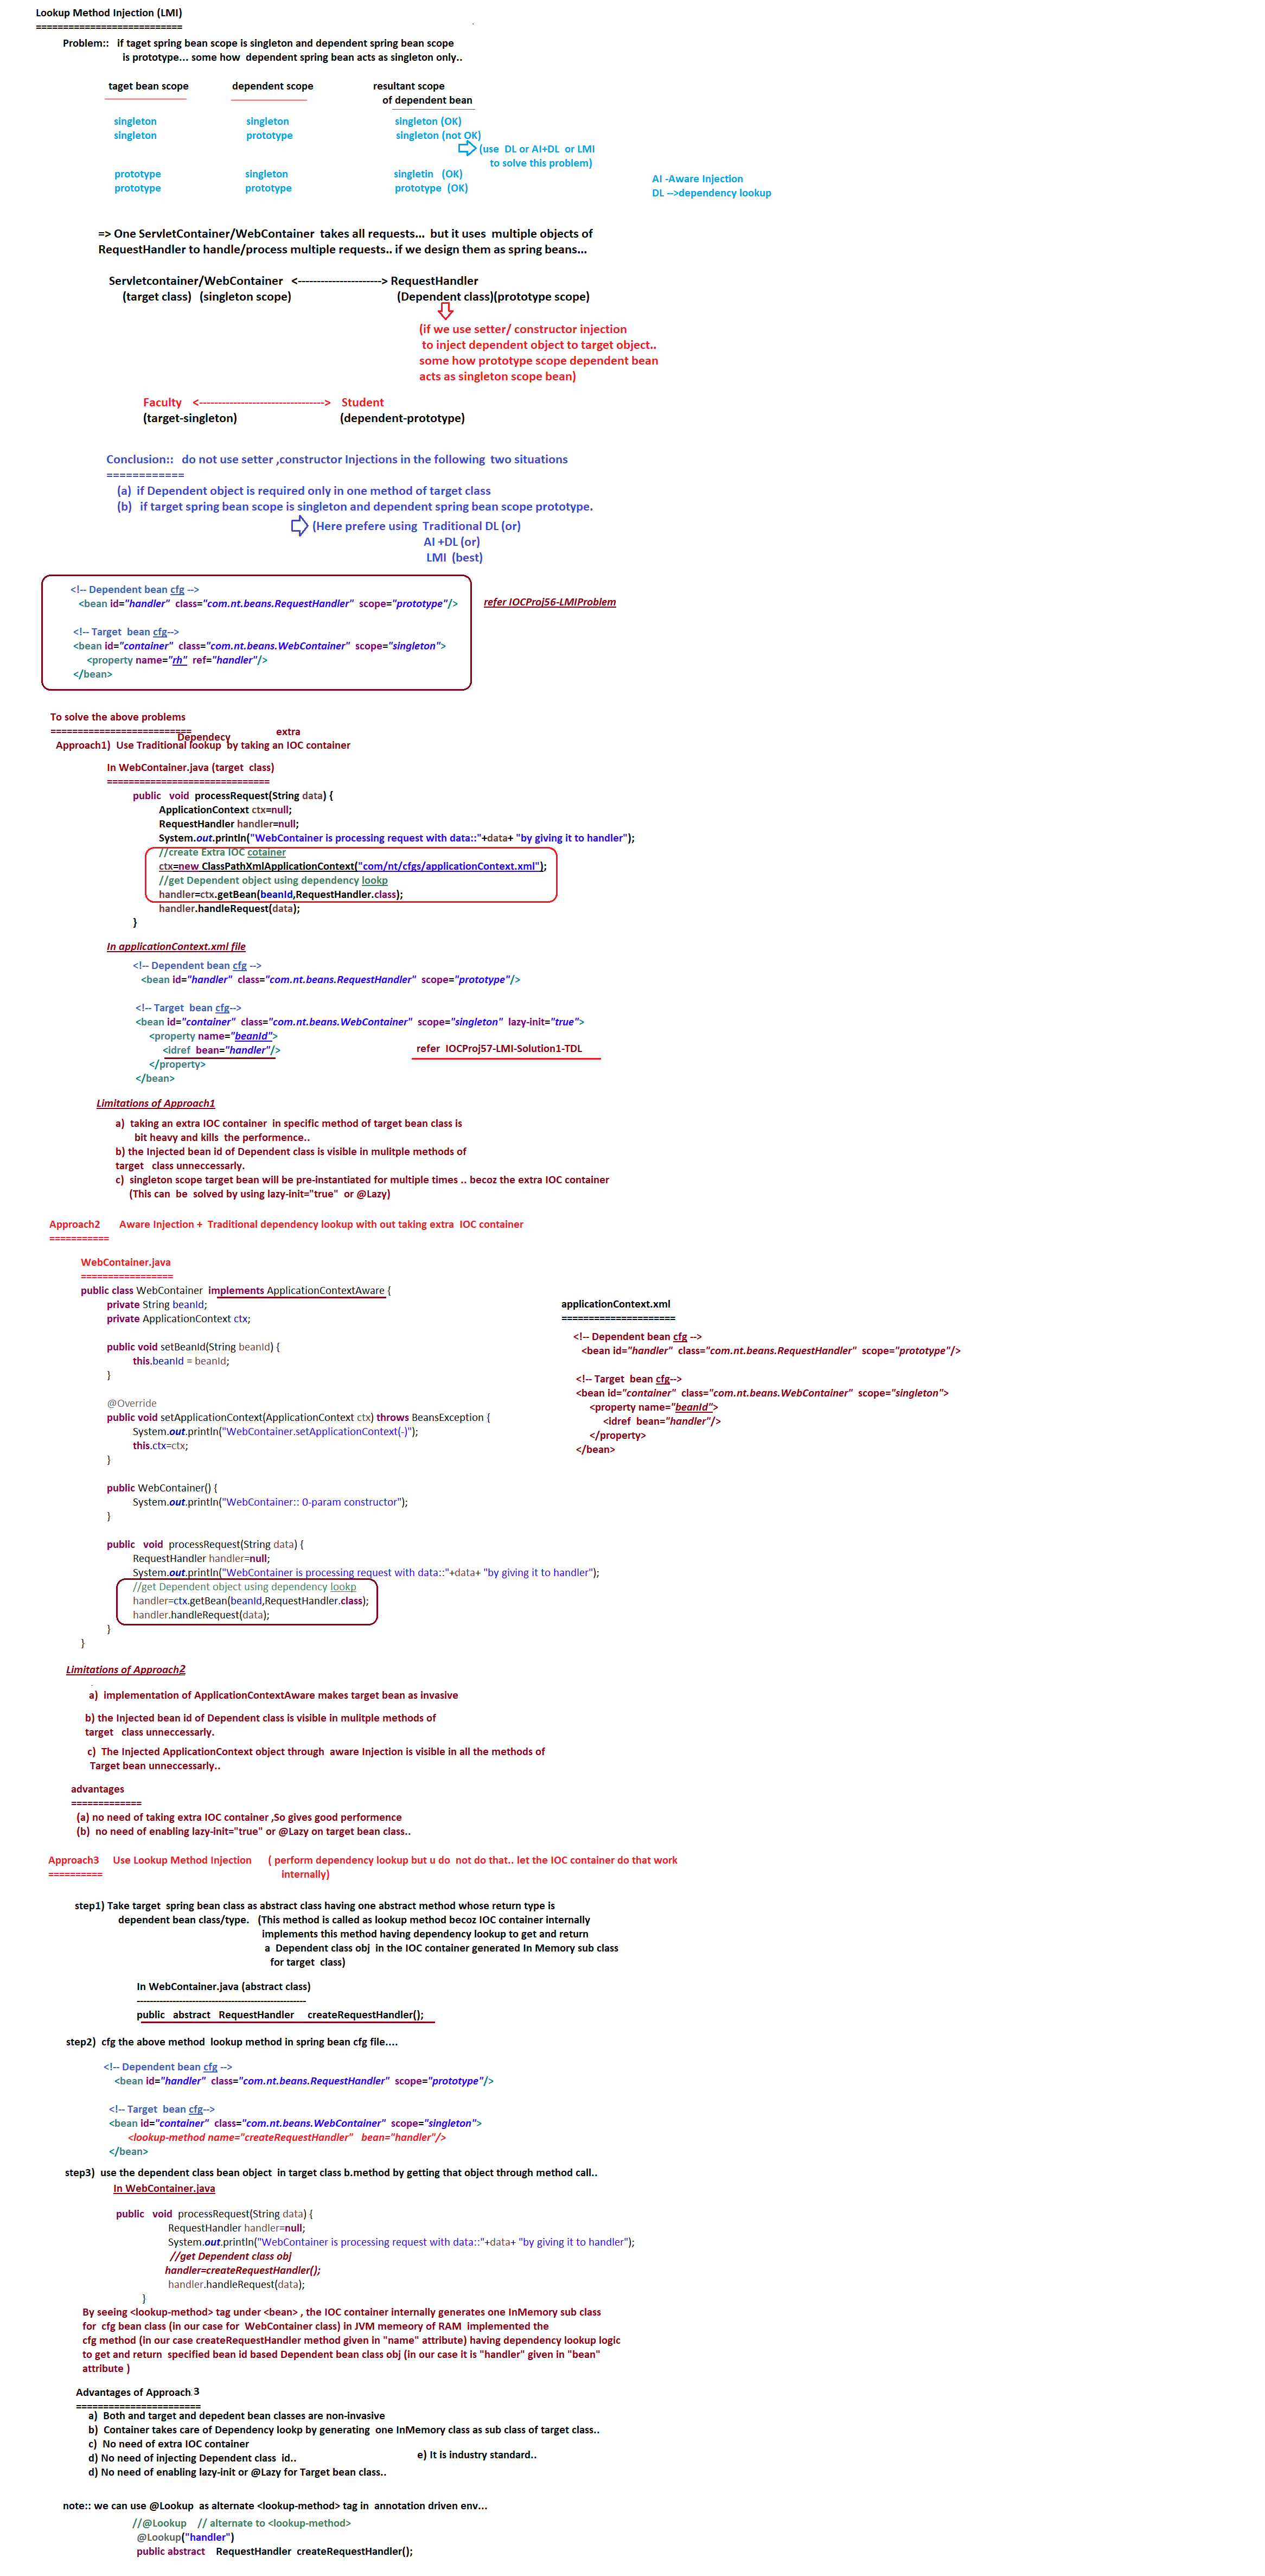 Lookup Method Injection (LMI)
===========================
Problem:: if taget spring bean scope is singleton and dependent spring bean scope
is prototype... some how dependent spring bean acts as singleton only..
taget bean scope dependent scope resultant scope
of dependent bean
singleton singleton singleton (OK)
singleton prototype singleton (not OK)
(use DL or AI+DL or LMI
to solve this problem)
prototype singleton singletin (OK)
prototype prototype prototype (OK)
AI -Aware Injection
DL -->dependency lookup
=> One ServletContainer/WebContainer takes all requests... but it uses multiple objects of
RequestHandler to handle/process multiple requests.. if we design them as spring beans...
Servletcontainer/WebContainer <----------------------> RequestHandler
(target class) (singleton scope) (Dependent class)(prototype scope)
(if we use setter/ constructor injection
to inject dependent object to target object..
some how prototype scope dependent bean
acts as singleton scope bean)
Faculty <---------------------------------> Student
(target-singleton) (dependent-prototype)
Conclusion:: do not use setter ,constructor Injections in the following two situations
============
(a) if Dependent object is required only in one method of target class
(b) if target spring bean scope is singleton and dependent spring bean scope prototype.
(Here prefere using Traditional DL (or)
AI +DL (or)
LMI (best)
<!-- Dependent bean cfg -->
<bean id="handler" class="com.nt.beans.RequestHandler" scope="prototype"/>
refer IOCProj56-LMIProblem
<!-- Target bean cfg-->
<bean id="container" class="com.nt.beans.WebContainer" scope="singleton">
<property name="rh" ref="handler"/>
</bean>
To solve the above problems
==========================
Dependecy extra
Approach1) Use Traditional lookup by taking an IOC container
In WebContainer.java (target class)
==============================
public void processRequest(String data) {
ApplicationContext ctx=null;
RequestHandler handler=null;
System.out.println("WebContainer is processing request with data::"+data+ "by giving it to handler");
//create Extra IOC cotainer
ctx=new ClassPathXmlApplicationContext("com/nt/cfgs/applicationContext.xml");
//get Dependent object using dependency lookp
handler=ctx.getBean(beanId,RequestHandler.class);
handler.handleRequest(data);
}
In applicationContext.xml file
<!-- Dependent bean cfg -->
<bean id="handler" class="com.nt.beans.RequestHandler" scope="prototype"/>
<!-- Target bean cfg-->
<bean id="container" class="com.nt.beans.WebContainer" scope="singleton" lazy-init="true">
<property name="beanId">
<idref bean="handler"/>
refer IOCProj57-LMI-Solution1-TDL
</property>
</bean>
Limitations of Approach1
a) taking an extra IOC container in specific method of target bean class is
bit heavy and kills the performence..
b) the Injected bean id of Dependent class is visible in mulitple methods of
target class unneccessarly.
c) singleton scope target bean will be pre-instantiated for multiple times .. becoz the extra IOC container
(This can be solved by using lazy-init="true" or @Lazy)
Approach2 Aware Injection + Traditional dependency lookup with out taking extra IOC container
===========
WebContainer.java
=================
public class WebContainer implements ApplicationContextAware {
private String beanId;
private ApplicationContext ctx;
public void setBeanId(String beanId) {
this.beanId = beanId;
}
@Override
public void setApplicationContext(ApplicationContext ctx) throws BeansException {
System.out.println("WebContainer.setApplicationContext(-)");
this.ctx=ctx;
}
public WebContainer() {
System.out.println("WebContainer:: 0-param constructor");
}
public void processRequest(String data) {
RequestHandler handler=null;
System.out.println("WebContainer is processing request with data::"+data+ "by giving it to handler");
//get Dependent object using dependency lookp
handler=ctx.getBean(beanId,RequestHandler.class);
handler.handleRequest(data);
}
}
applicationContext.xml
=====================
<!-- Dependent bean cfg -->
<bean id="handler" class="com.nt.beans.RequestHandler" scope="prototype"/>
<!-- Target bean cfg-->
<bean id="container" class="com.nt.beans.WebContainer" scope="singleton">
<property name="beanId">
<idref bean="handler"/>
</property>
</bean>
Limitations of Approach2
a) implementation of ApplicationContextAware makes target bean as invasive
b) the Injected bean id of Dependent class is visible in mulitple methods of
target class unneccessarly.
c) The Injected ApplicationContext object through aware Injection is visible in all the methods of
Target bean unneccessarly..
advantages
=============
(a) no need of taking extra IOC container ,So gives good performence
(b) no need of enabling lazy-init="true" or @Lazy on target bean class..
Approach3 Use Lookup Method Injection ( perform dependency lookup but u do not do that.. let the IOC container do that work
========== internally)
step1) Take target spring bean class as abstract class having one abstract method whose return type is
dependent bean class/type. (This method is called as lookup method becoz IOC container internally
implements this method having dependency lookup to get and return
a Dependent class obj in the IOC container generated In Memory sub class
for target class)
In WebContainer.java (abstract class)
----------------------------------------------------
public abstract RequestHandler createRequestHandler();
step2) cfg the above method lookup method in spring bean cfg file....
<!-- Dependent bean cfg -->
<bean id="handler" class="com.nt.beans.RequestHandler" scope="prototype"/>
<!-- Target bean cfg-->
<bean id="container" class="com.nt.beans.WebContainer" scope="singleton">
<lookup-method name="createRequestHandler" bean="handler"/>
</bean>
step3) use the dependent class bean object in target class b.method by getting that object through method call..
In WebContainer.java
public void processRequest(String data) {
RequestHandler handler=null;
System.out.println("WebContainer is processing request with data::"+data+ "by giving it to handler");
//get Dependent class obj
handler=createRequestHandler();
handler.handleRequest(data);
}
By seeing <lookup-method> tag under <bean> , the IOC container internally generates one InMemory sub class
for cfg bean class (in our case for WebContainer class) in JVM memeory of RAM implemented the
cfg method (in our case createRequestHandler method given in "name" attribute) having dependency lookup logic
to get and return specified bean id based Dependent bean class obj (in our case it is "handler" given in "bean"
attribute )
Advantages of Approach 3
=======================
a) Both and target and depedent bean classes are non-invasive
b) Container takes care of Dependency lookp by generating one InMemory class as sub class of target class..
c) No need of extra IOC container
d) No need of injecting Dependent class id.. e) It is industry standard..
d) No need of enabling lazy-init or @Lazy for Target bean class..
note:: we can use @Lookup as alternate <lookup-method> tag in annotation driven env...
//@Lookup // alternate to <lookup-method>
@Lookup("handler")
public abstract RequestHandler createRequestHandler();